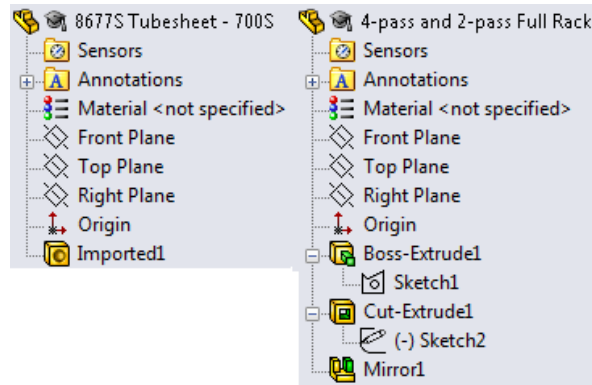 8677S Tubesheet - 700S
Sensors
Annotations
Material <not specified>
Front Plane
Top Plane
Right Plane
Origin
Imported1
4-pass and 2-pass Full Rack
Sensors
Annotations
Material <not specified>
Front Plane
Top Plane
Right Plane
Origin
Boss-Extrude1
Sketch1
Cut-Extrude1
(-) Sketch2
Mirror1